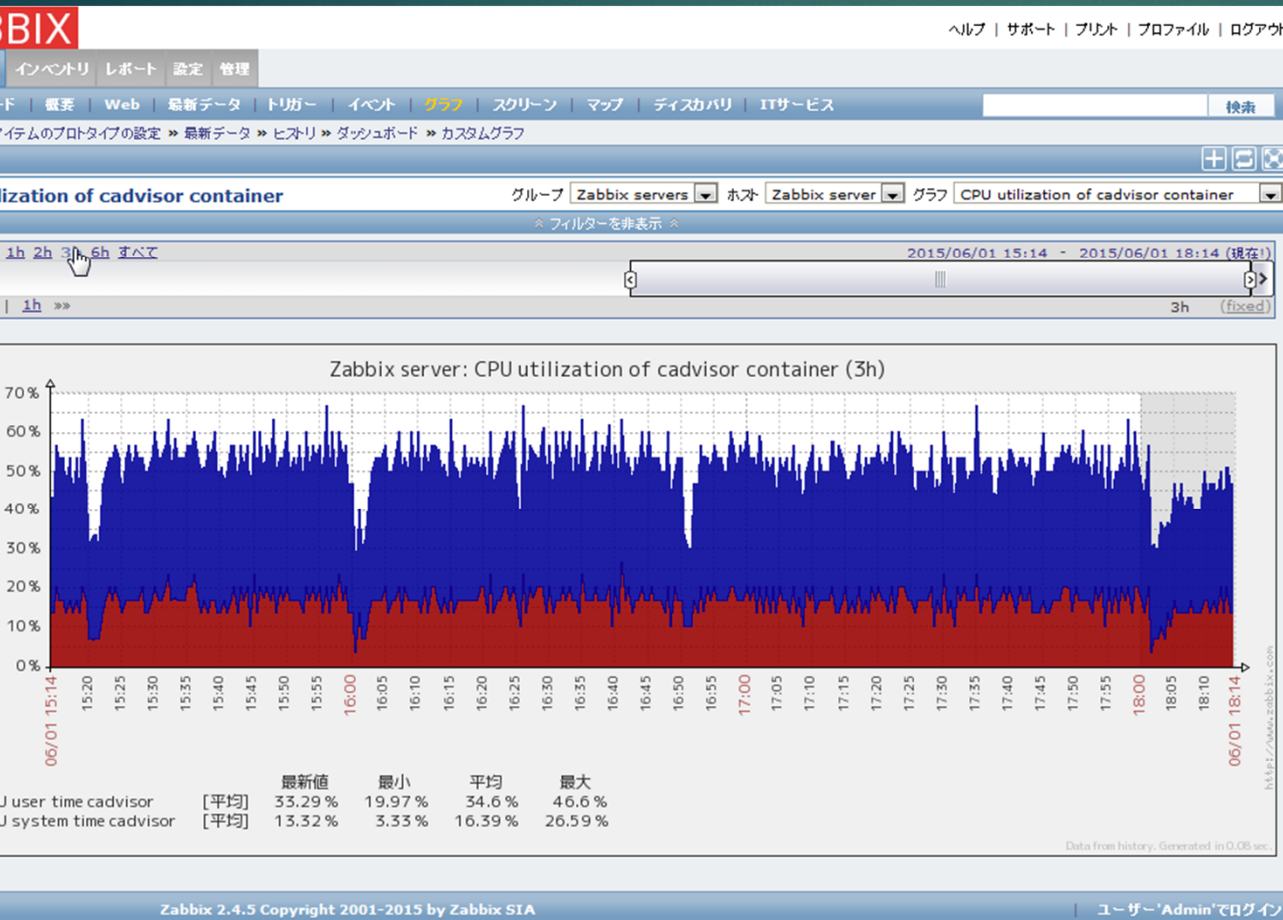 BBIX
ヘルプ | サポート | プリント | プロファイル | ログアウト
インベントリ レポート 設定 管理
ード | 概要 | Web | 最新データ | トリガー | イベント | グラフ | スクリーン | マップ | ディスカバリ | ITサービス 検索
アイテムのプロトタイプの設定 » 最新データ » ヒストリ » ダッシュボード » カスタムグラフ
lization of cadvisor container グループ Zabbix servers ホスト Zabbix server グラフ CPU utilization of cadvisor container
フィルターを非表示
1h 2h 3h 6h すべて 2015/06/01 15:14 - 2015/06/01 18:14 (現在!)
| 1h »» 3h (fixed)
Zabbix server: CPU utilization of cadvisor container (3h)
70%
60%
50%
40%
30%
20%
10%
0%
06/01 15:14 15:20 15:25 15:30 15:35 15:40 15:45 15:50 15:55 16:00 16:05 16:10 16:15 16:20 16:25 16:30 16:35 16:40 16:45 16:50 16:55 17:00 17:05 17:10 17:15 17:20 17:25 17:30 17:35 17:40 17:45 17:50 17:55 18:00 18:05 18:10 06/01 18:14
http://www.zabbix.com
最新値 最小 平均 最大
U user time cadvisor [平均] 33.29% 19.97% 34.6% 46.6%
U system time cadvisor [平均] 13.32% 3.33% 16.39% 26.59%
Data from history. Generated in 0.08 sec.
Zabbix 2.4.5 Copyright 2001-2015 by Zabbix SIA | ユーザー'Admin'でログイン